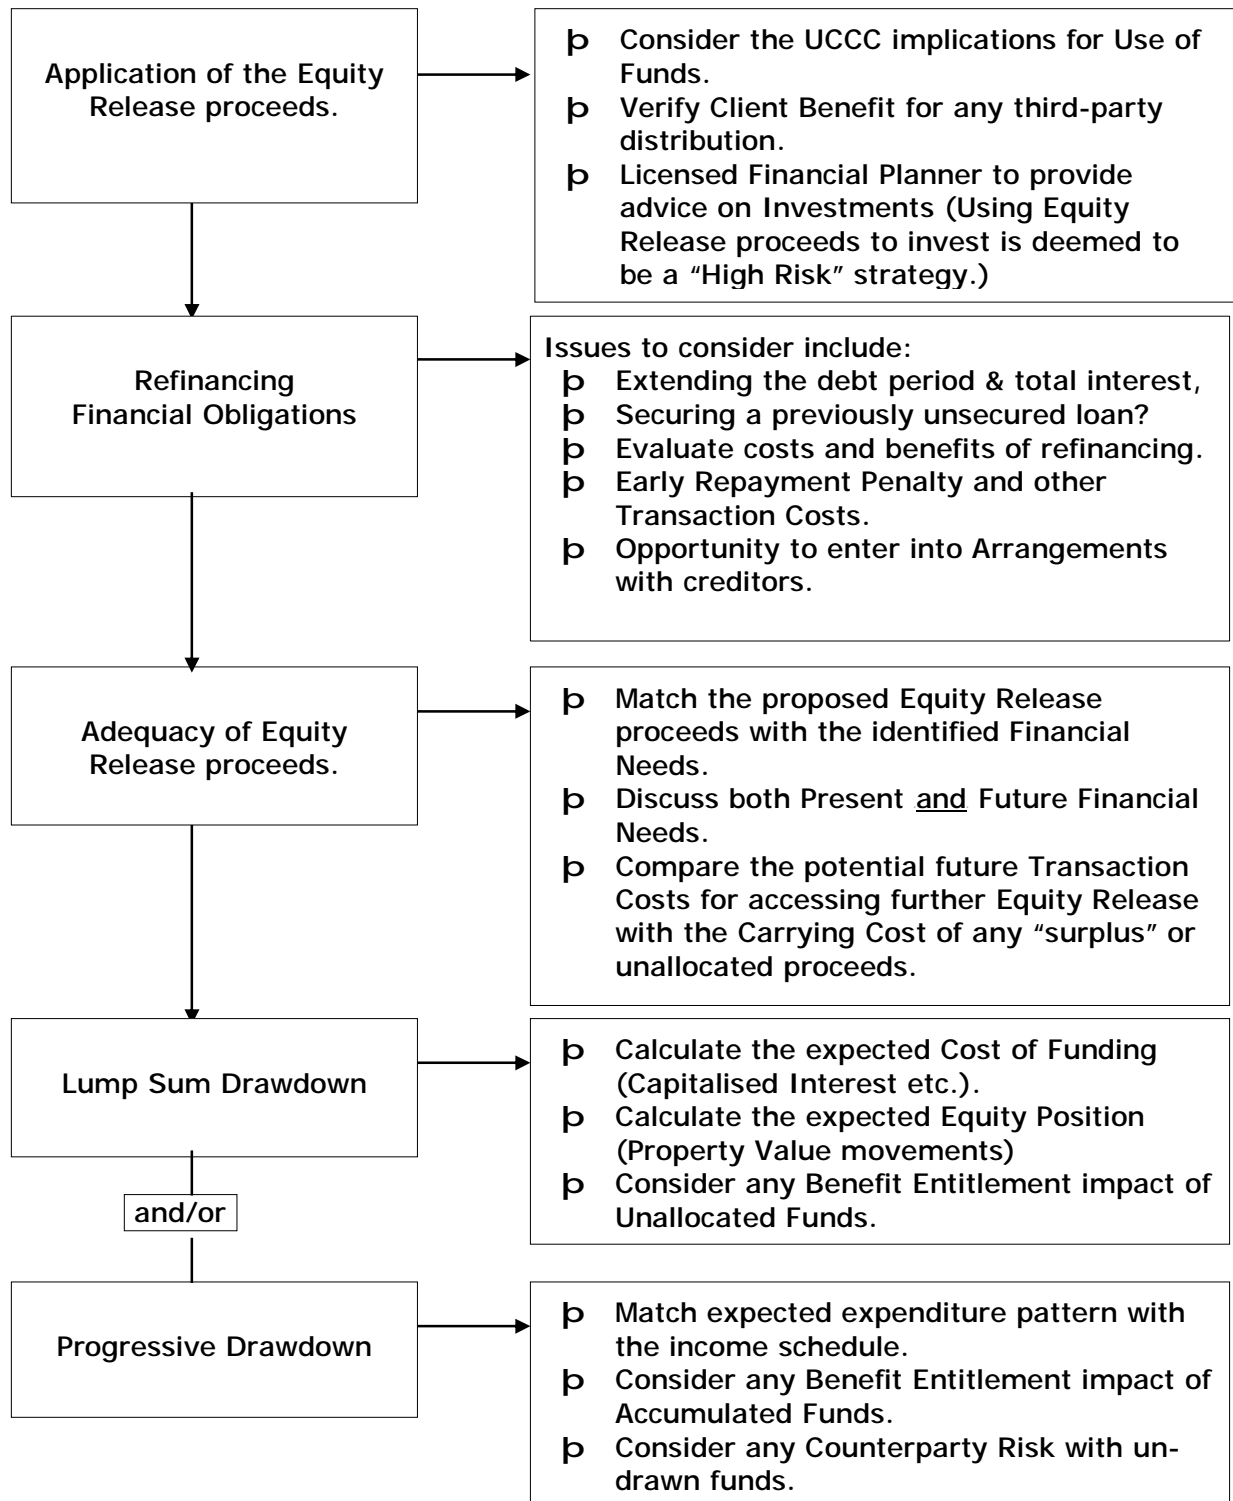 Application of the Equity
Release proceeds.
þ Consider the UCCC implications for Use of
Funds.
þ Verify Client Benefit for any third-party
distribution.
þ Licensed Financial Planner to provide
advice on Investments (Using Equity
Release proceeds to invest is deemed to
be a “High Risk” strategy.)
Refinancing
Financial Obligations
Issues to consider include:
þ Extending the debt period & total interest,
þ Securing a previously unsecured loan?
þ Evaluate costs and benefits of refinancing.
þ Early Repayment Penalty and other
Transaction Costs.
þ Opportunity to enter into Arrangements
with creditors.
Adequacy of Equity
Release proceeds.
þ Match the proposed Equity Release
proceeds with the identified Financial
Needs.
þ Discuss both Present and Future Financial
Needs.
þ Compare the potential future Transaction
Costs for accessing further Equity Release
with the Carrying Cost of any “surplus” or
unallocated proceeds.
Lump Sum Drawdown
þ Calculate the expected Cost of Funding
(Capitalised Interest etc.).
þ Calculate the expected Equity Position
(Property Value movements)
þ Consider any Benefit Entitlement impact of
Unallocated Funds.
and/or
Progressive Drawdown
þ Match expected expenditure pattern with
the income schedule.
þ Consider any Benefit Entitlement impact of
Accumulated Funds.
þ Consider any Counterparty Risk with un-
drawn funds.